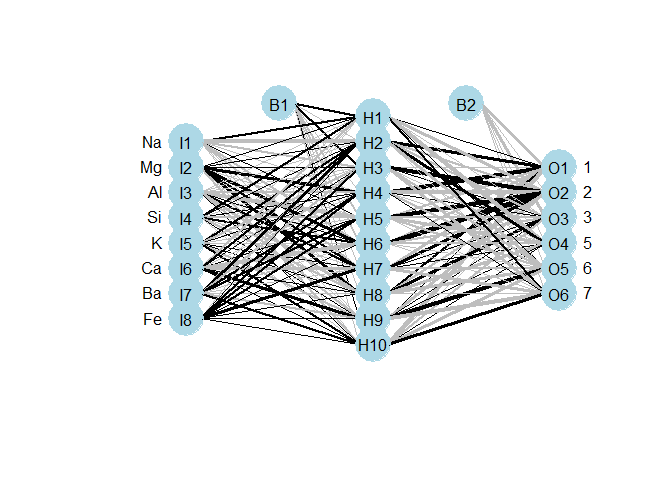 B1 B2
H1
Na I1 H2
Mg I2 H3 O1 1
Al I3 H4 O2 2
Si I4 H5 O3 3
K I5 H6 O4 5
Ca I6 H7 O5 6
Ba I7 H8 O6 7
Fe I8 H9
H10